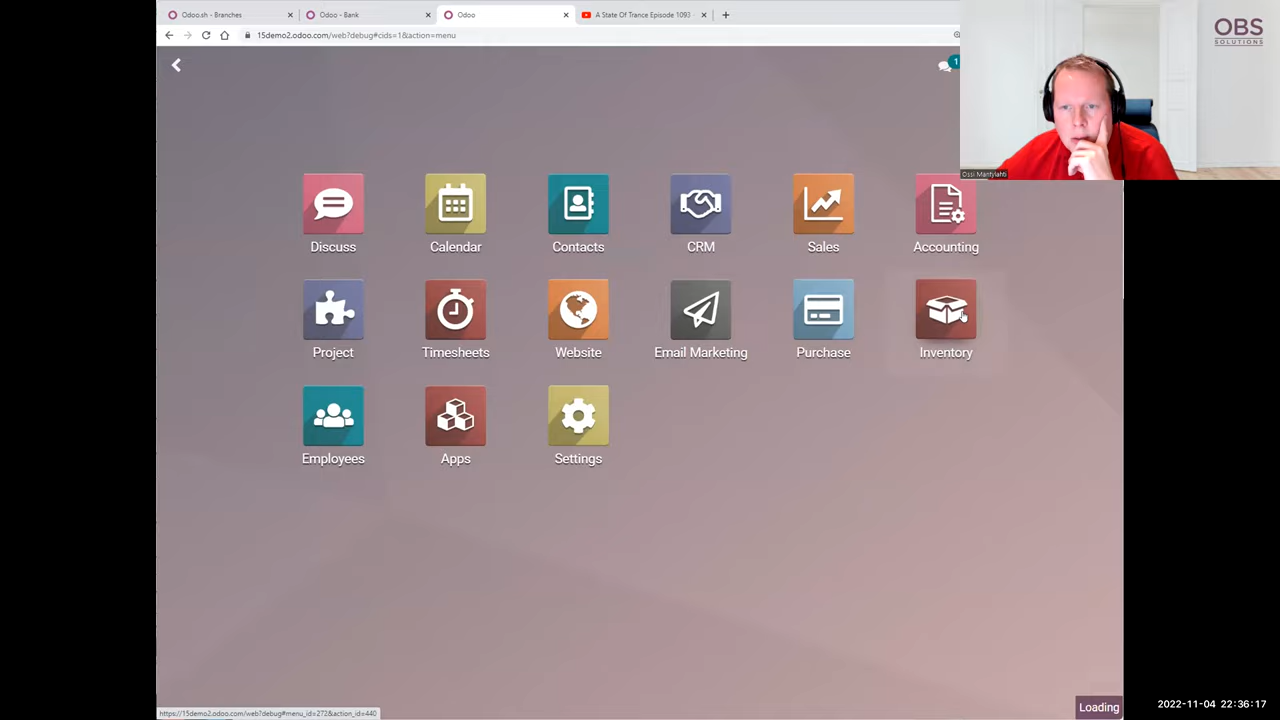 Odoo.sh - Branches
Odoo - Bank
Odoo
A State Of Trance Episode 1093 -
15demo2.odoo.com/web?debug#cids=1&action=menu
OBS
SOLUTIONS
1
Ossi Mantylahti
Discuss
Calendar
Contacts
CRM
Sales
Accounting
Project
Timesheets
Website
Email Marketing
Purchase
Inventory
Employees
Apps
Settings
Loading
https://15demo2.odoo.com/web?debug#menu_id=272&action_id=440
2022-11-04 22:36:17